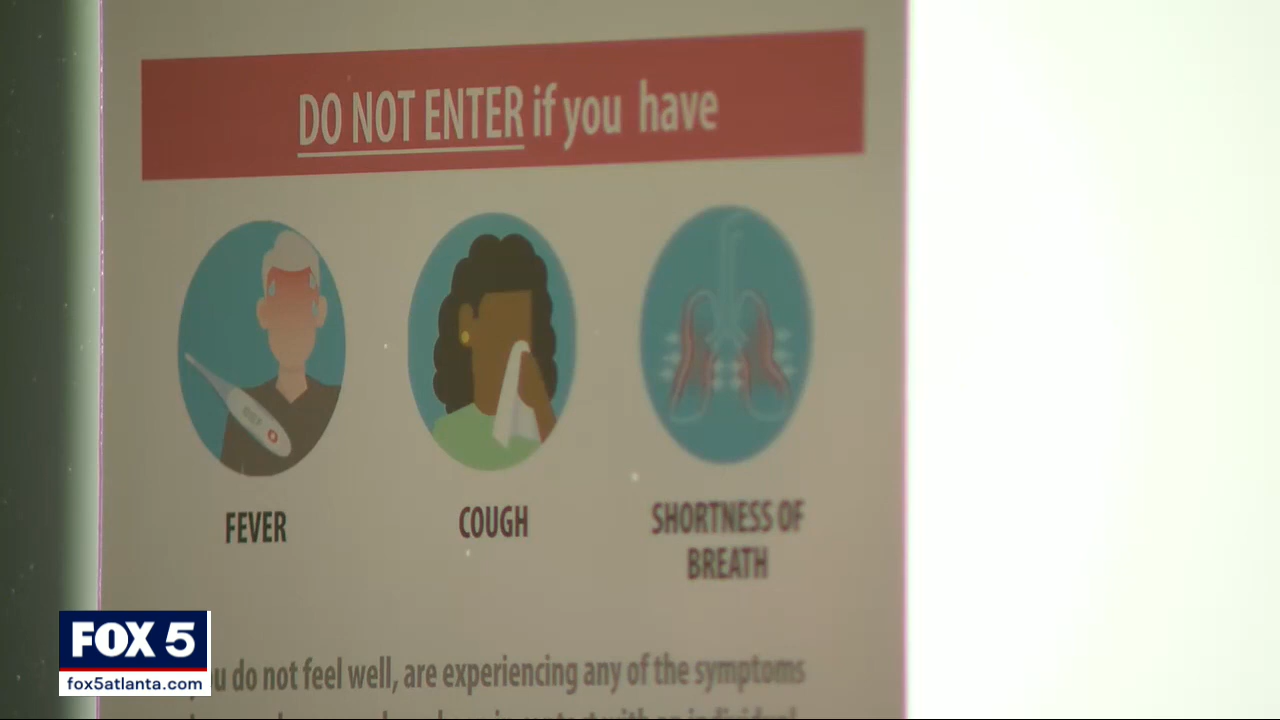 DO NOT ENTER if you have
FEVER
COUGH
SHORTNESS OF
BREATH
do not feel well, are experiencing any of the symptoms
FOX 5
fox5atlanta.com